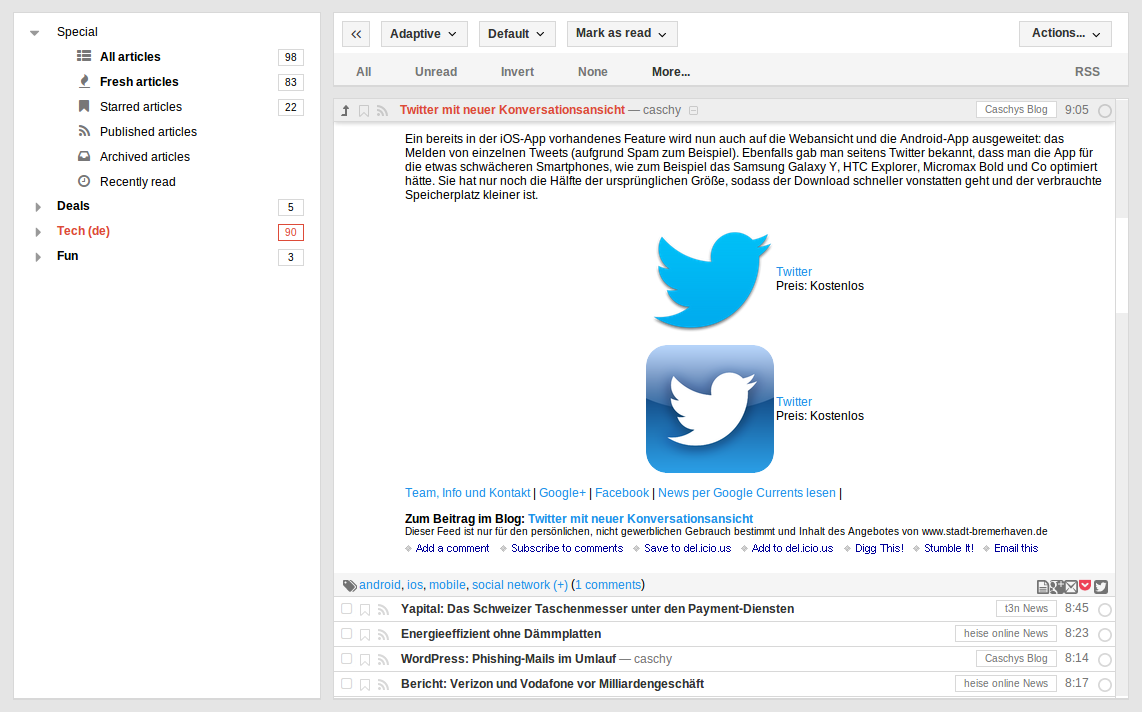 Special
All articles 98
Fresh articles 83
Starred articles 22
Published articles
Archived articles
Recently read
Deals 5
Tech (de) 90
Fun 3
Adaptive Default Mark as read Actions...
All Unread Invert None More... RSS
Twitter mit neuer Konversationsansicht — caschy Caschys Blog 9:05
Ein bereits in der iOS-App vorhandenes Feature wird nun auch auf die Webansicht und die Android-App ausgeweitet: das
Melden von einzelnen Tweets (aufgrund Spam zum Beispiel). Ebenfalls gab man seitens Twitter bekannt, dass man die App für
die etwas schwächeren Smartphones, wie zum Beispiel das Samsung Galaxy Y, HTC Explorer, Micromax Bold und Co optimiert
hätte. Sie hat nur noch die Hälfte der ursprünglichen Größe, sodass der Download schneller vonstatten geht und der verbrauchte
Speicherplatz kleiner ist.
Twitter
Preis: Kostenlos
Twitter
Preis: Kostenlos
Team, Info und Kontakt | Google+ | Facebook | News per Google Currents lesen |
Zum Beitrag im Blog: Twitter mit neuer Konversationsansicht
Dieser Feed ist nur für den persönlichen, nicht gewerblichen Gebrauch bestimmt und Inhalt des Angebotes von www.stadt-bremerhaven.de
Add a comment Subscribe to comments Save to del.icio.us Add to del.icio.us Digg This! Stumble It! Email this
android, ios, mobile, social network (+) (1 comments)
Yapital: Das Schweizer Taschenmesser unter den Payment-Diensten t3n News 8:45
Energieeffizient ohne Dämmplatten heise online News 8:23
WordPress: Phishing-Mails im Umlauf — caschy Caschys Blog 8:14
Bericht: Verizon und Vodafone vor Milliardengeschäft heise online News 8:17